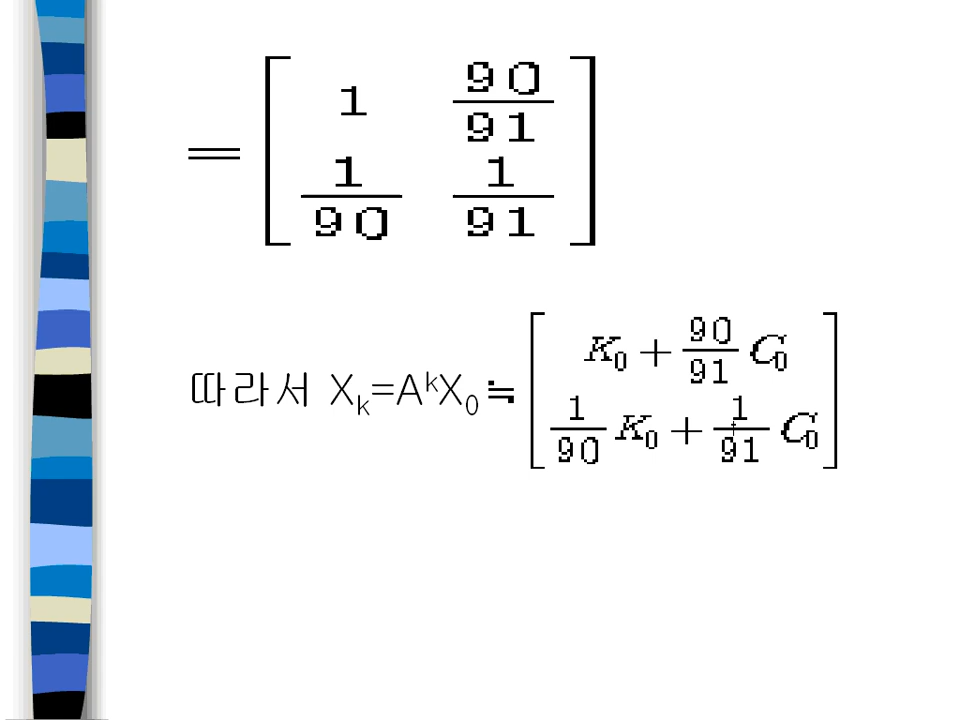 = [ 1 90/91
1/90 1/91 ]
따라서 Xₖ=AᵏX₀≒ [ K₀ + 90/91 C₀
1/90 K₀ + 1/91 C₀ ]